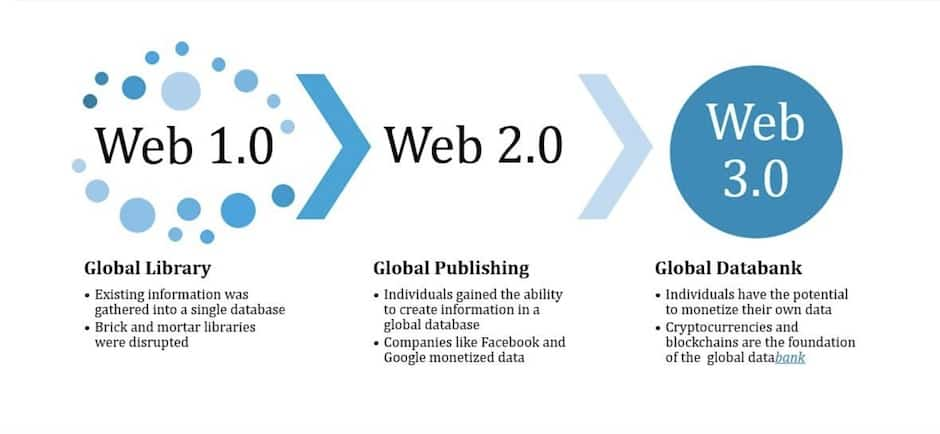 Web 1.0
Web 2.0
Web
3.0
Global Library
• Existing information was
gathered into a single database
• Brick and mortar libraries
were disrupted
Global Publishing
• Individuals gained the ability
to create information in a
global database
• Companies like Facebook and
Google monetized data
Global Databank
• Individuals have the potential
to monetize their own data
• Cryptocurrencies and
blockchains are the foundation
of the global databank